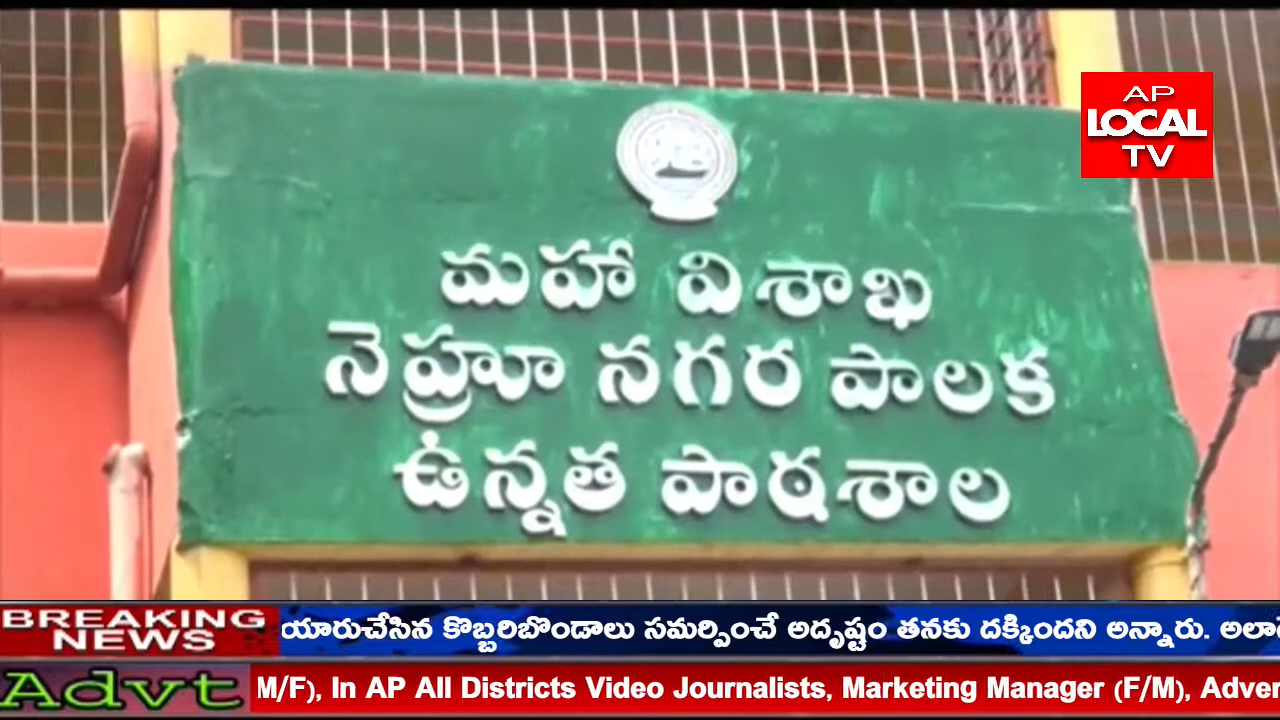 AP
LOCAL
TV
మహా విశాఖ
నెహ్రూ నగర పాలక
ఉన్నత పాఠశాల
BREAKING
NEWS
యారుచేసిన కొబ్బరిబొండాలు సమర్పించే అదృష్టం తనకు దక్కిందని అన్నారు.
Advt
M/F), In AP All Districts Video Journalists, Marketing Manager (F/M),